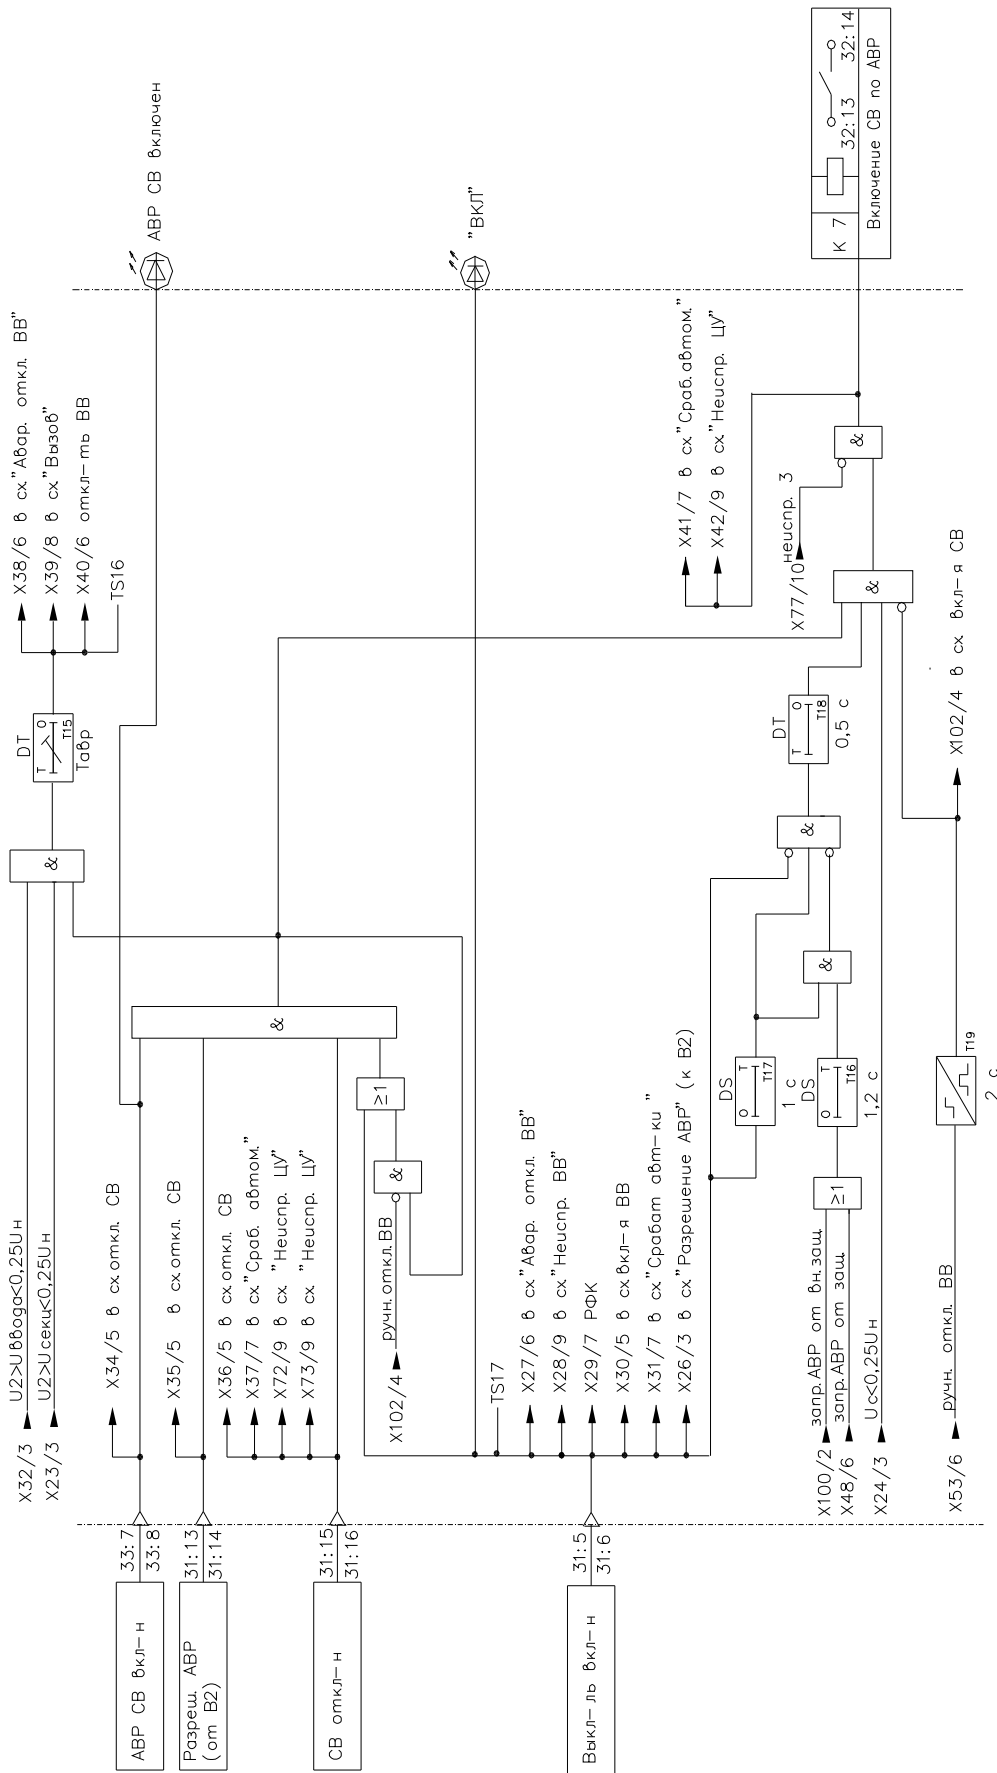 АВР СВ вкл–н
33:7
33:8
Разреш. АВР
(от В2)
31:13
31:14
СВ откл–н
31:15
31:16
Выкл–ль вкл–н
31:5
31:6
X32/3
U2>Uввода<0,25Uн
X23/3
U2>Uсекц<0,25Uн
X34/5 в сх.откл. СВ
X35/5 в сх.откл. СВ
X36/5 в сх.откл. СВ
X37/7 в сх."Сраб. автом."
X72/9 в сх "Неиспр. ЦУ"
X73/9 в сх "Неиспр. ЦУ"
X102/4
ручн.откл.ВВ
&
≥1
&
&
DT
T
O
T15
Тавр
X38/6 в сх."Авар. откл. ВВ"
X39/8 в сх."Вызов"
X40/6 откл–ть ВВ
TS16
АВР СВ включен
"ВКЛ"
TS17
X27/6 в сх."Авар. откл. ВВ"
X28/9 в сх."Неиспр. ВВ"
X29/7 РФК
X30/5 в сх.вкл–я ВВ
X31/7 в сх."Срабат авт–ки "
X26/3 в сх."Разрешение АВР" (к В2)
X100/2
запр.АВР от вн.защ
X48/6
запр.АВР от защ.
X24/3
Uс<0,25Uн
X53/6
ручн. откл. ВВ
≥1
DS
O
T
T17
1 с
DS
O
T
T16
1,2 с
T19
2 с
&
&
DT
T
O
T18
0,5 с
X102/4 в сх вкл–я СВ
&
&
X77/10
неиспр. 3
X41/7 в сх."Сраб.автом."
X42/9 в сх."Неиспр. ЦУ"
К 7
32:13
32:14
Включение СВ по АВР